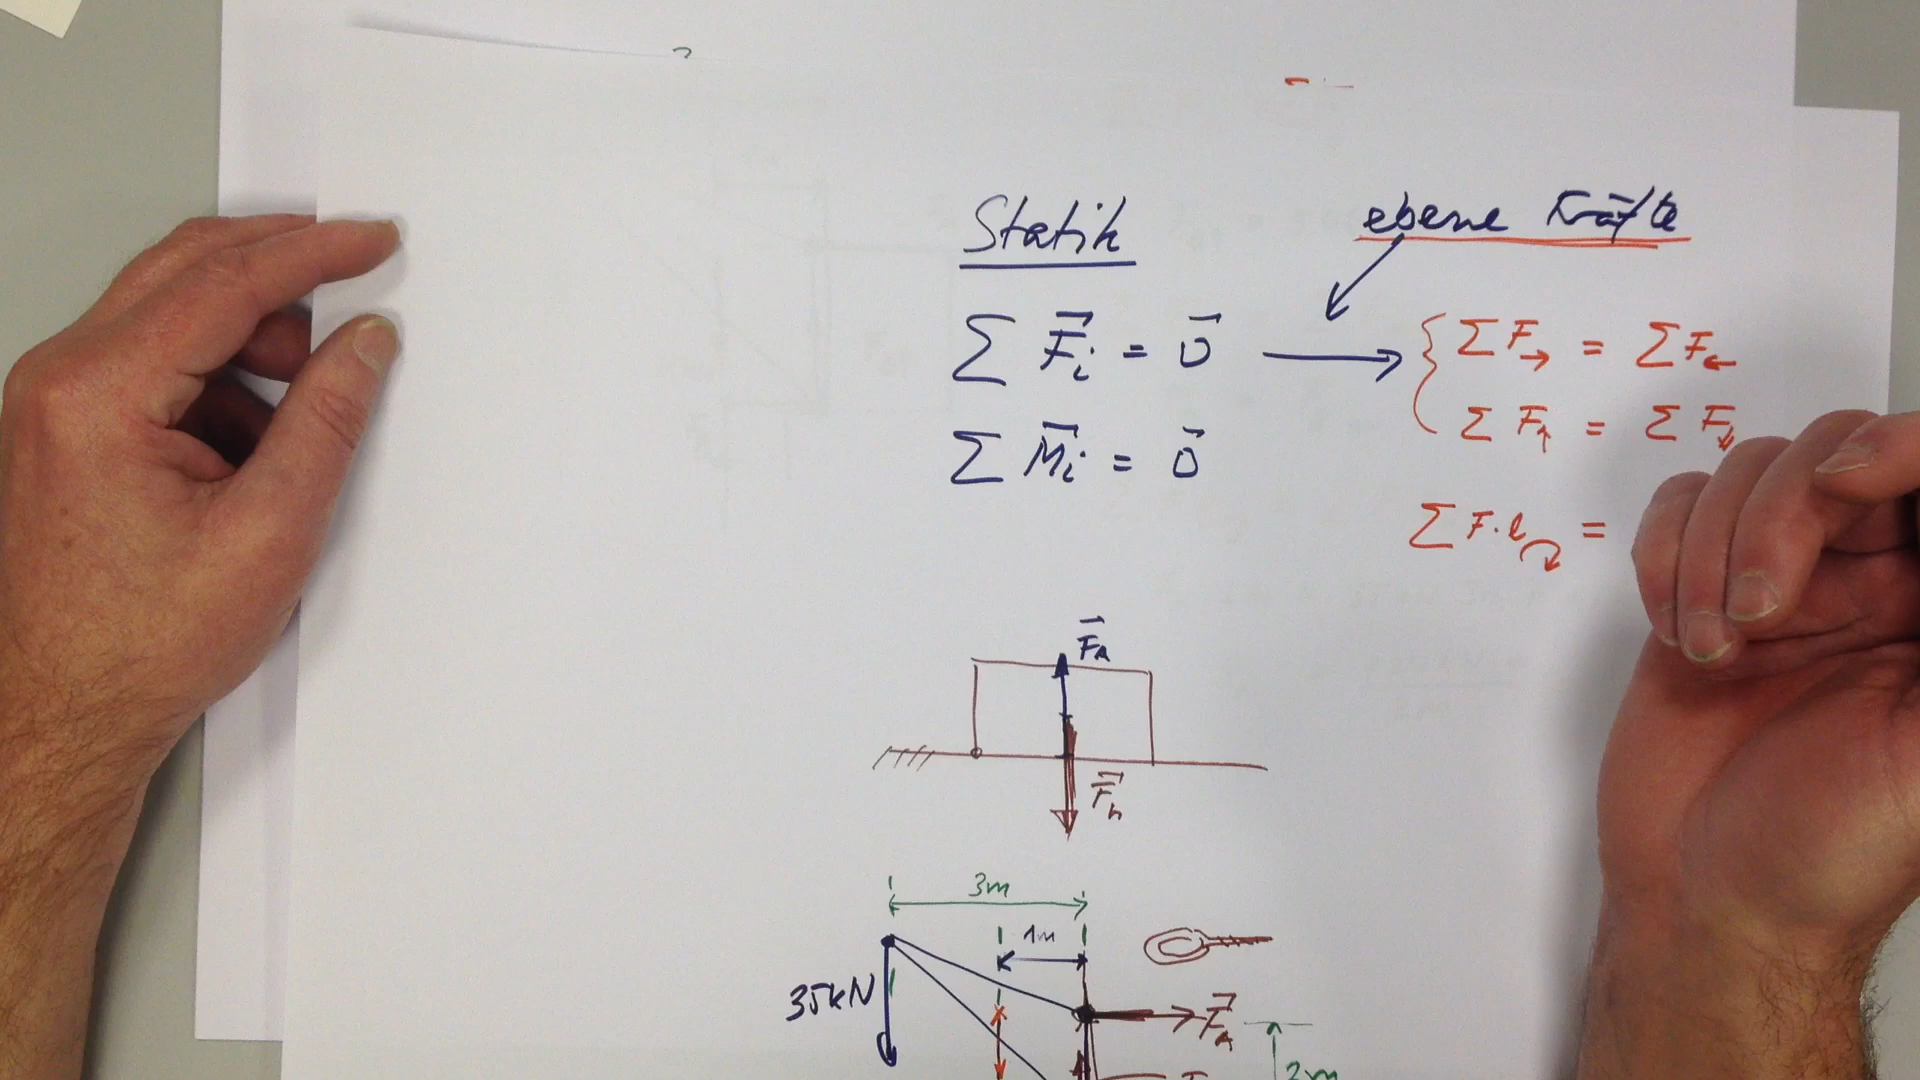 Statik
ebene Kräfte
∑ F⃗i = 0⃗ → { ∑ F→ = ∑ F←
∑ F↑ = ∑ F↓
∑ M⃗i = 0⃗
∑ F·l↷ =
F⃗A
F⃗h
3m
1m
35kN
F⃗A
2m